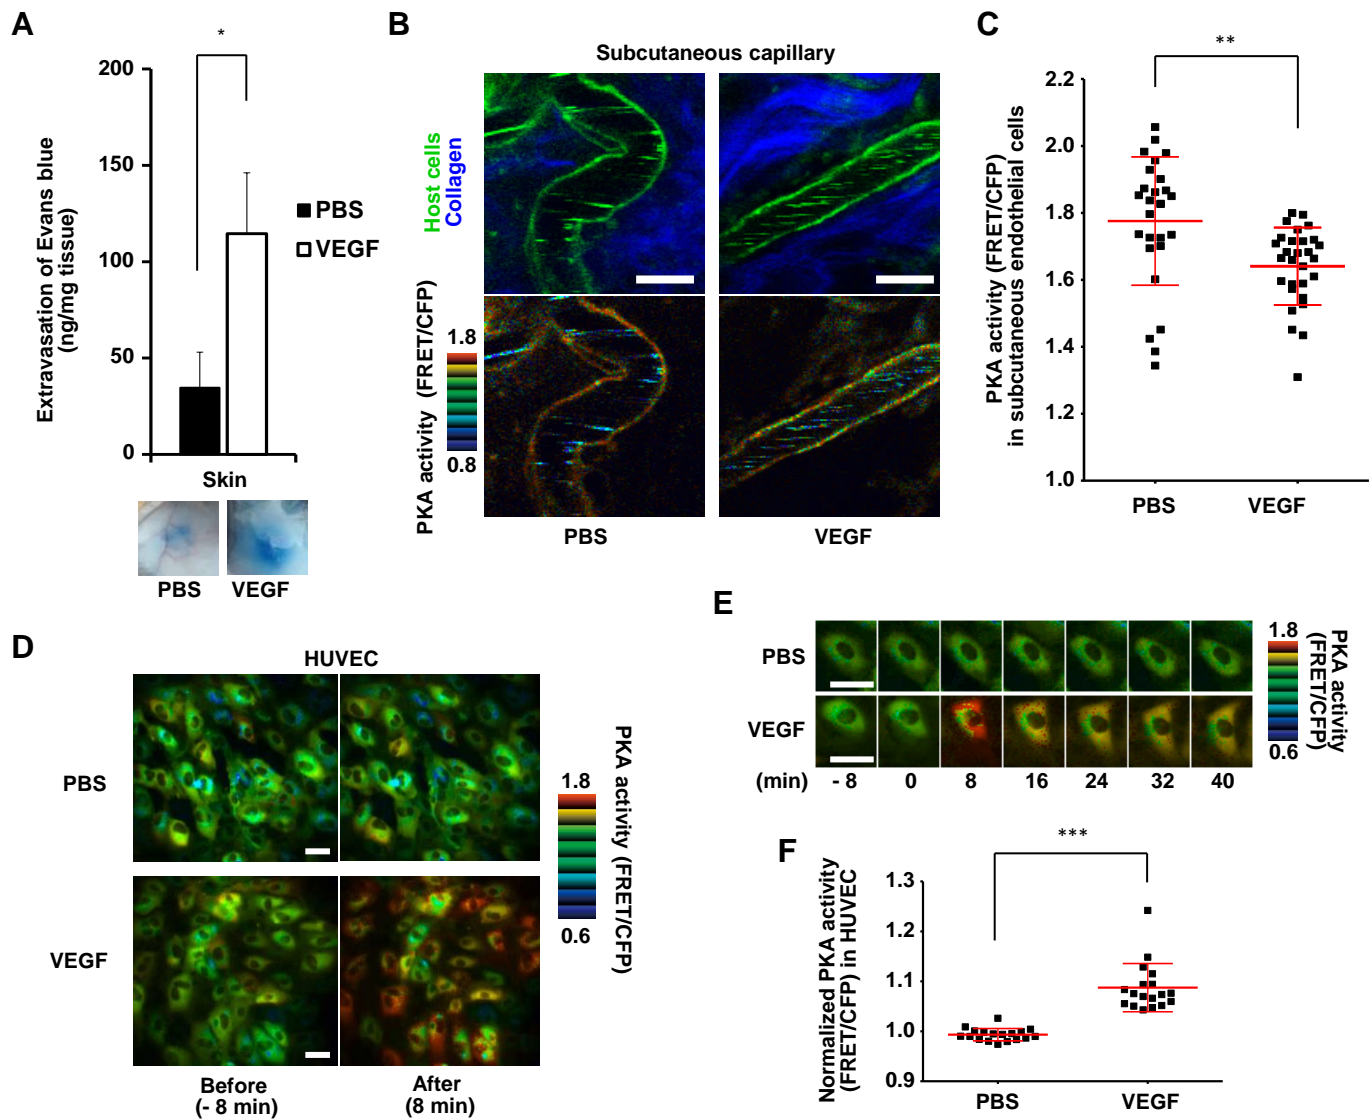 A
*
200
150
100
50
0
Extravasation of Evans blue
(ng/mg tissue)
PBS
VEGF
Skin
PBS
VEGF
B
Subcutaneous capillary
Host cells
Collagen
PKA activity (FRET/CFP)
1.8
0.8
PBS
VEGF
C
**
PKA activity (FRET/CFP)
in subcutaneous endothelial cells
2.2
2.0
1.8
1.6
1.4
1.2
1.0
PBS
VEGF
D
HUVEC
PBS
VEGF
Before
(- 8 min)
After
(8 min)
1.8
0.6
PKA activity (FRET/CFP)
E
PBS
VEGF
(min)
- 8
0
8
16
24
32
40
1.8
0.6
PKA activity
(FRET/CFP)
F
***
Normalized PKA activity
(FRET/CFP) in HUVEC
1.3
1.2
1.1
1.0
0.9
PBS
VEGF